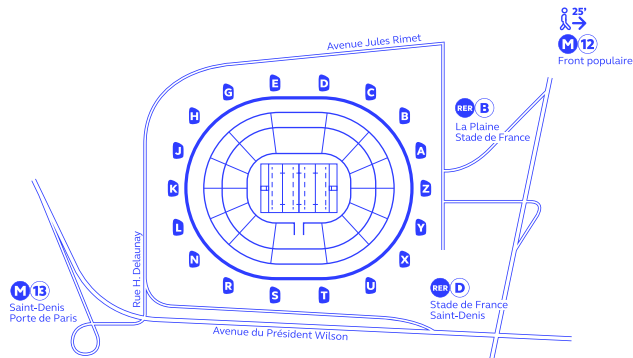 25'
M 12
Front populaire
Avenue Jules Rimet
E
D
G
C
H
B
RER B
La Plaine
Stade de France
J
A
K
Z
L
Y
N
X
Rue H. Delaunay
R
U
S
T
M 13
Saint-Denis
Porte de Paris
RER D
Stade de France
Saint-Denis
Avenue du Président Wilson